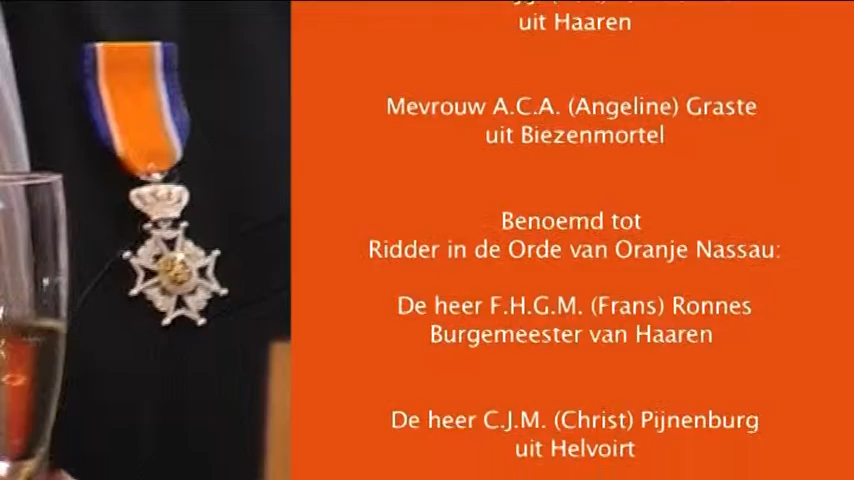 uit Haaren
Mevrouw A.C.A. (Angeline) Graste
uit Biezenmortel
Benoemd tot
Ridder in de Orde van Oranje Nassau:
De heer F.H.G.M. (Frans) Ronnes
Burgemeester van Haaren
De heer C.J.M. (Christ) Pijnenburg
uit Helvoirt